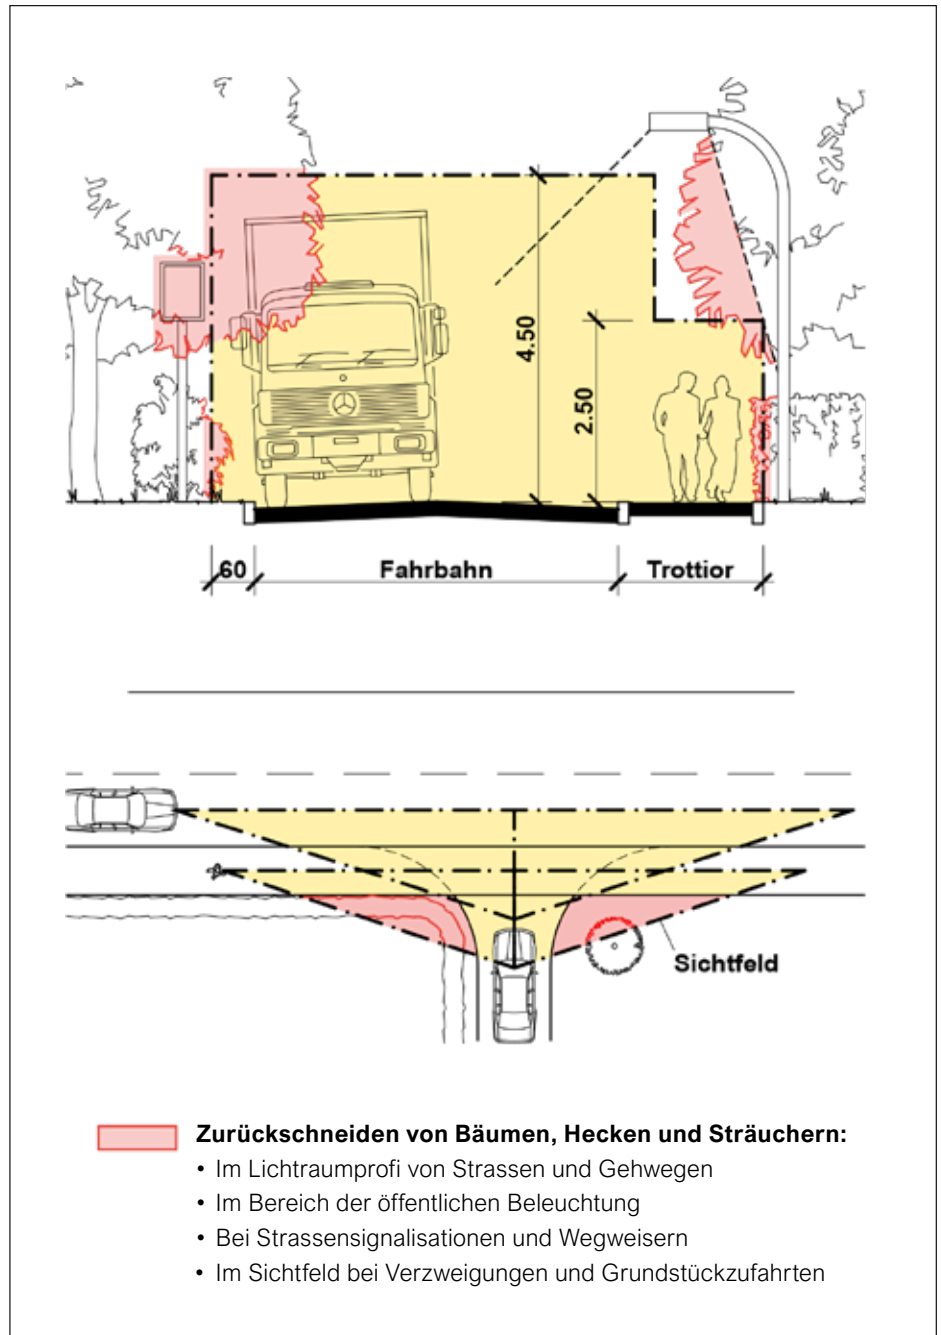 4.50
2.50
60
Fahrbahn
Trottior
Sichtfeld
Zurückschneiden von Bäumen, Hecken und Sträuchern:
• Im Lichtraumprofi von Strassen und Gehwegen
• Im Bereich der öffentlichen Beleuchtung
• Bei Strassensignalisationen und Wegweisern
• Im Sichtfeld bei Verzweigungen und Grundstückzufahrten